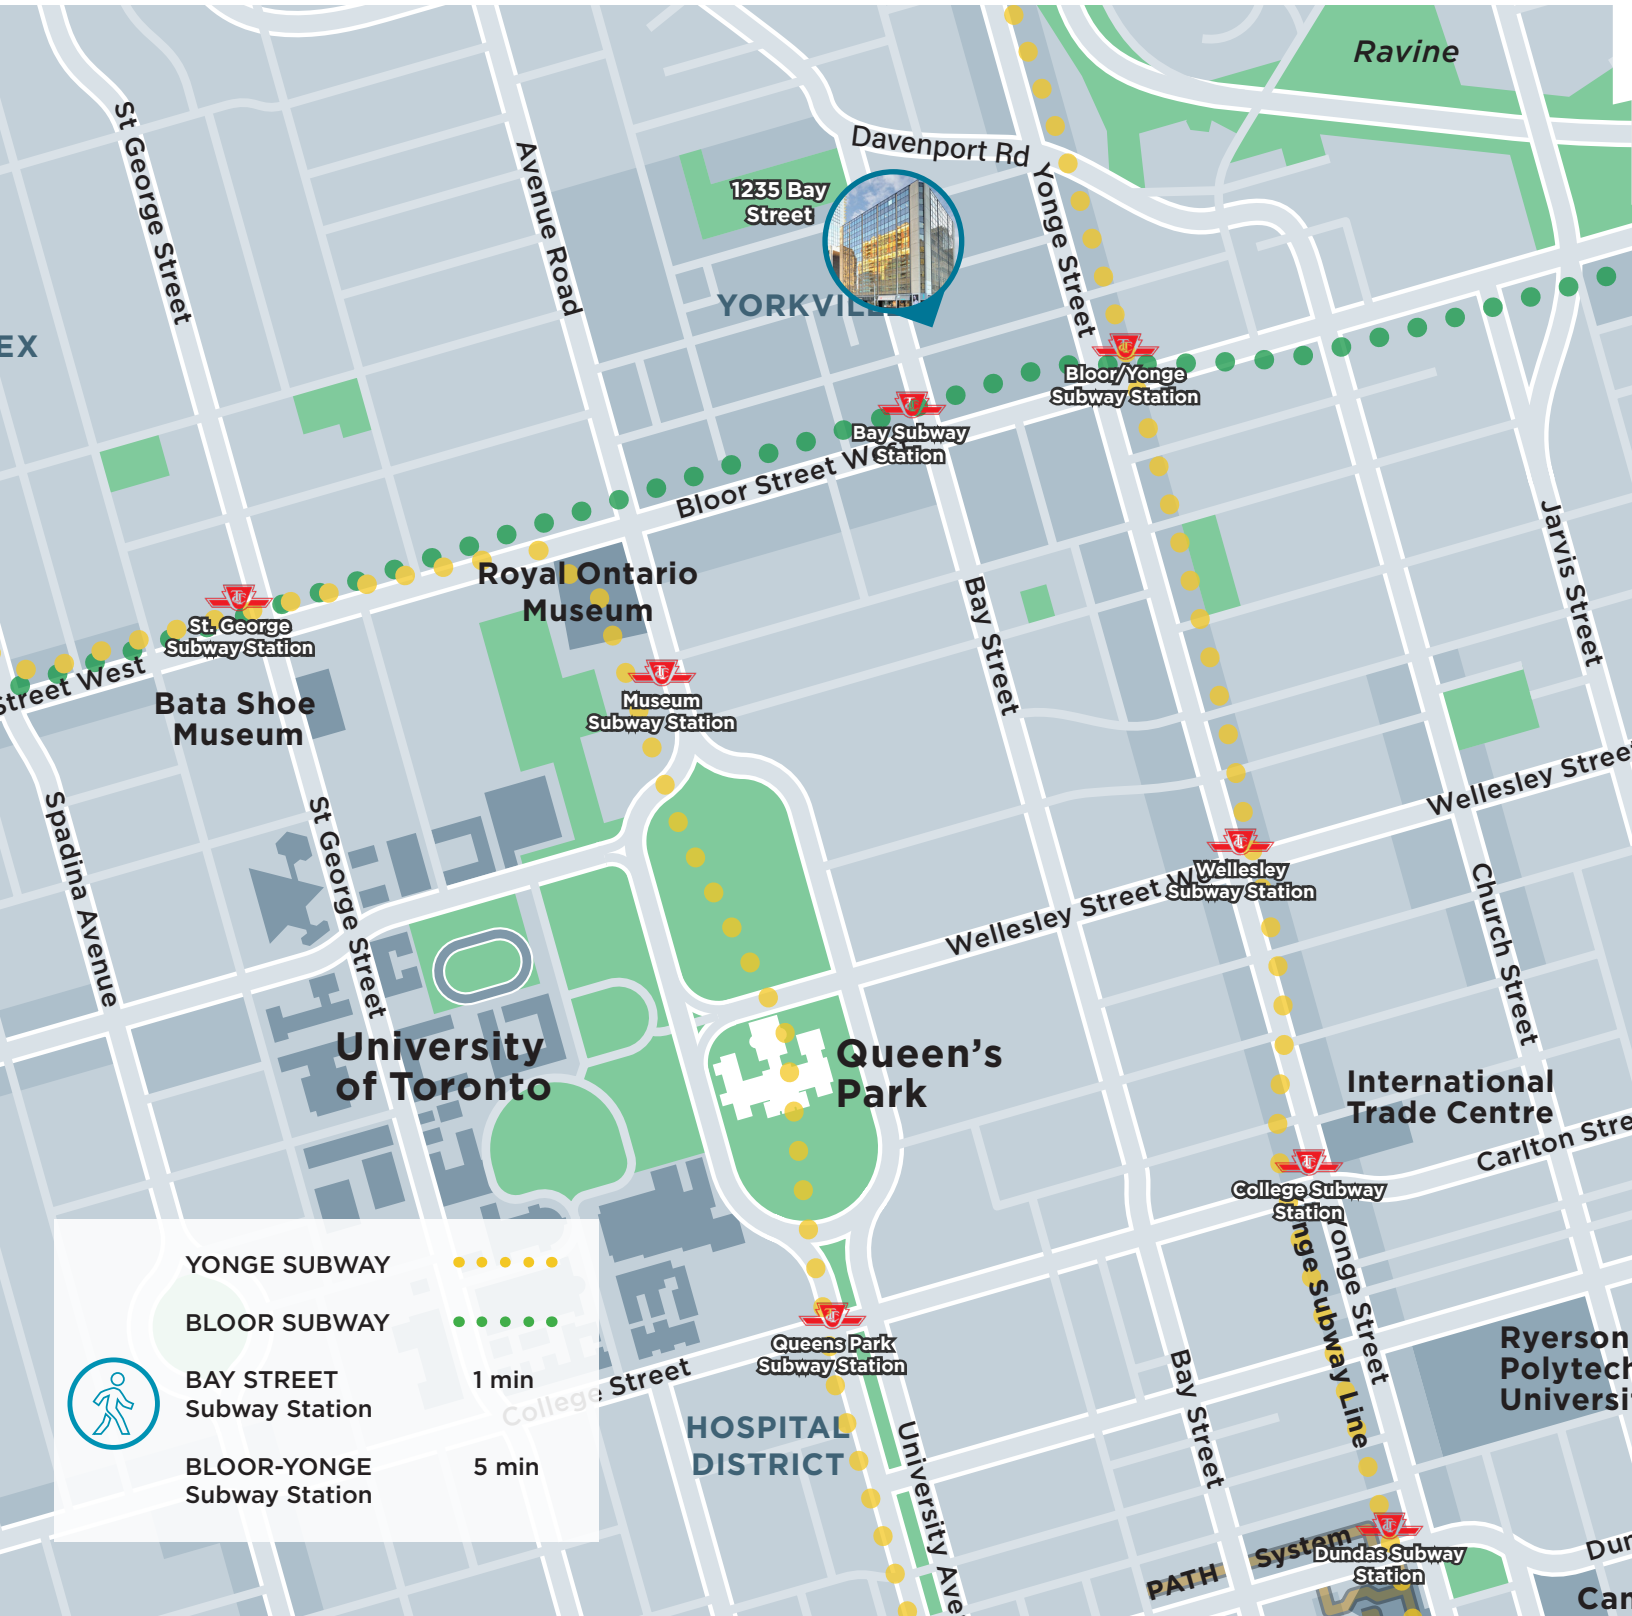 Ravine
Davenport Rd
St George Street
Avenue Road
1235 Bay
Street
Yonge Street
EX
Bloor/Yonge
Subway Station
Bay Subway
Station
Bloor Street
Jarvis Street
Royal Ontario
Museum
St. George
Subway Station
Bay Street
Street West
Museum
Subway Station
Bata Shoe
Museum
Wellesley Street
Spadina Avenue
St George Street
Wellesley
Subway Station
Wellesley Street
Church Street
University
of Toronto
Queen's
Park
International
Trade Centre
Carlton Stre
College Subway
Station
YONGE SUBWAY
BLOOR SUBWAY
BAY STREET 1 min
Subway Station
BLOOR-YONGE 5 min
Subway Station
Queens Park
Subway Station
College Street
nge Subway Line
Yonge Street
Ryerson
Polytech
Universi
Bay Street
HOSPITAL
DISTRICT
University Ave
PATH System
Dundas Subway
Station
Dun
Can